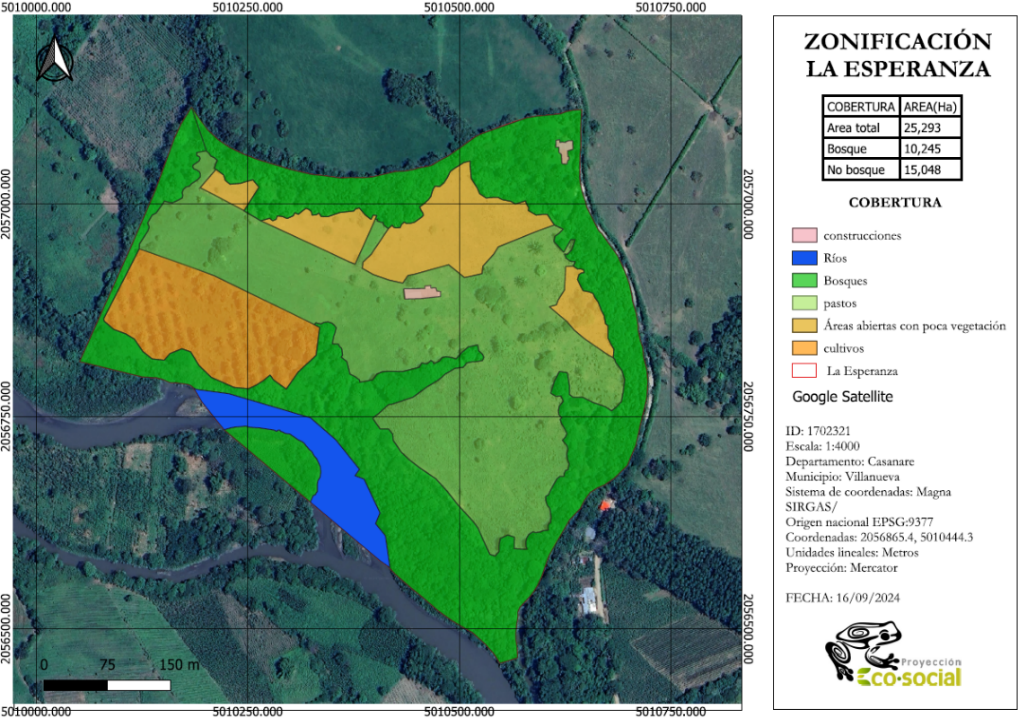 5010000.000 5010250.000 5010500.000 5010750.000
2057000.000 2057000.000
2056750.000 2056750.000
2056500.000 2056500.000
0 75 150 m
5010000.000 5010250.000 5010500.000 5010750.000
ZONIFICACIÓN
LA ESPERANZA
COBERTURA AREA(Ha)
Area total 25,293
Bosque 10,245
No bosque 15,048
COBERTURA
construcciones
Ríos
Bosques
pastos
Áreas abiertas con poca vegetación
cultivos
La Esperanza
Google Satellite
ID: 1702321
Escala: 1:4000
Departamento: Casanare
Municipio: Villanueva
Sistema de coordenadas: Magna
SIRGAS/
Origen nacional EPSG:9377
Coordenadas: 2056865.4, 5010444.3
Unidades lineales: Metros
Proyección: Mercator
FECHA: 16/09/2024
Proyección
Eco·social